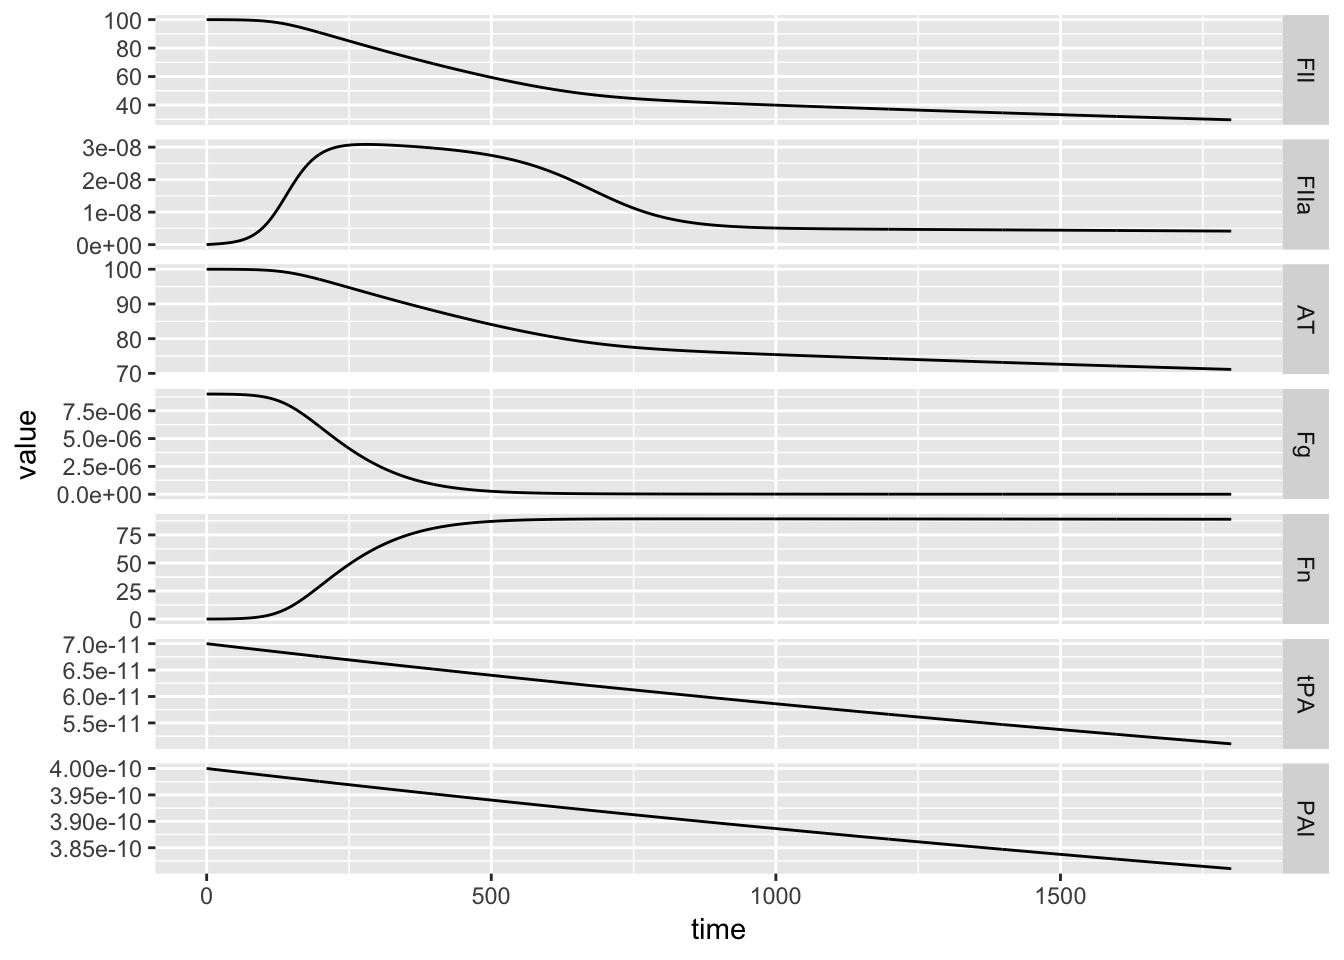 100
80
60
40
FII
3e-08
2e-08
1e-08
0e+00
FIIa
100
90
80
70
AT
7.5e-06
5.0e-06
2.5e-06
0.0e+00
Fg
75
50
25
0
Fn
7.0e-11
6.5e-11
6.0e-11
5.5e-11
tPA
4.00e-10
3.95e-10
3.90e-10
3.85e-10
PAI
value
0 500 1000 1500
time